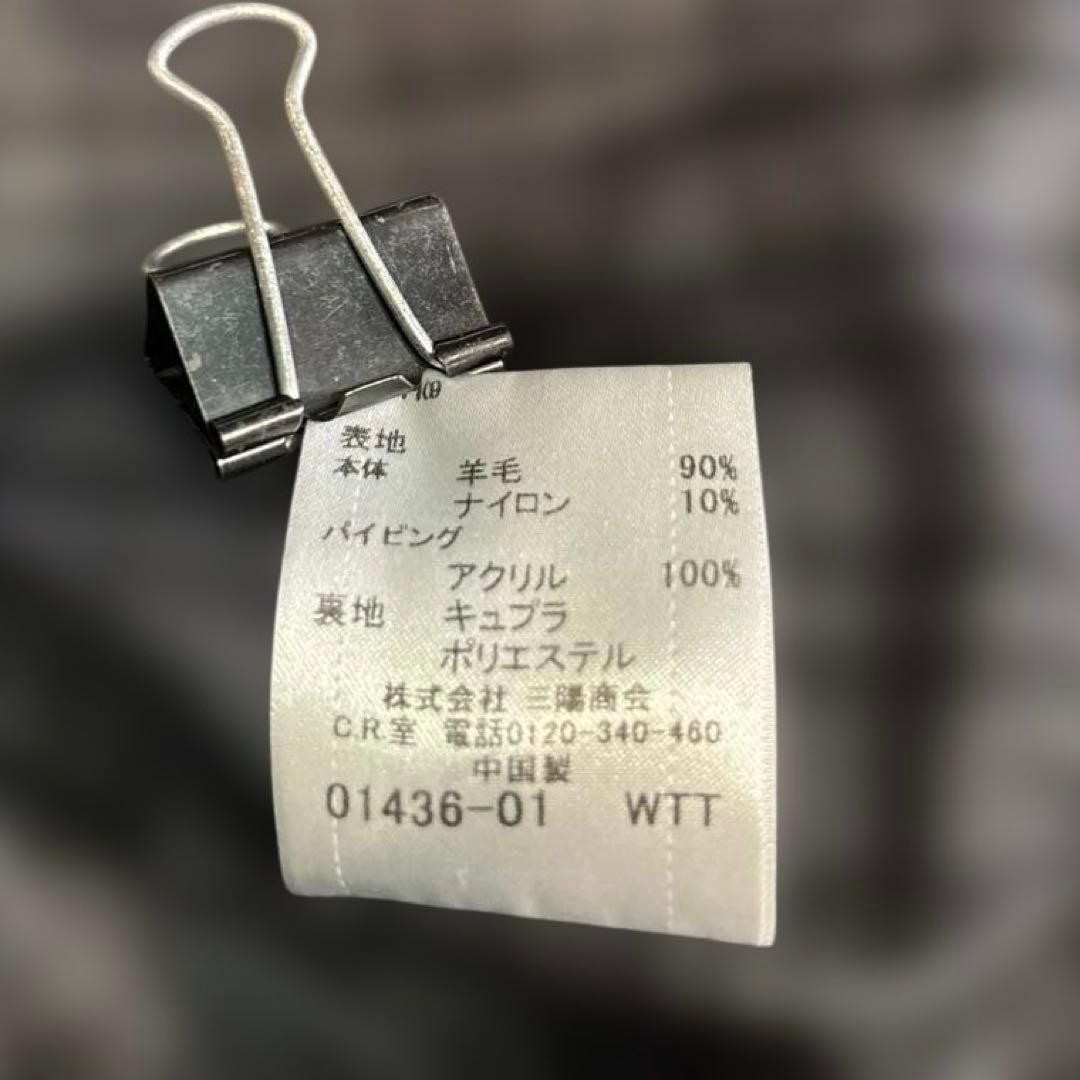 表地
本体 羊毛 90%
ナイロン 10%
パイピング
アクリル 100%
裏地 キュプラ
ポリエステル
株式会社 三陽商会
C.R.室 電話0120-340-460
中国製
01436-01 WTT